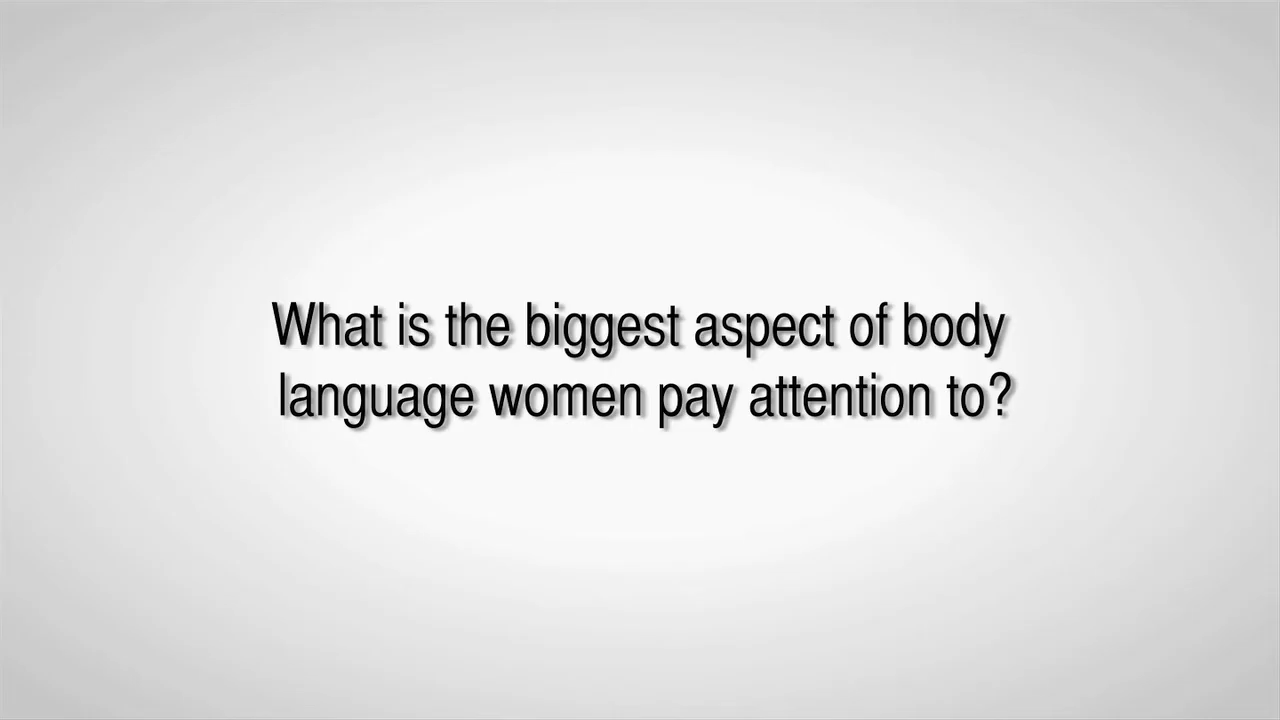 What is the biggest aspect of body
language women pay attention to?